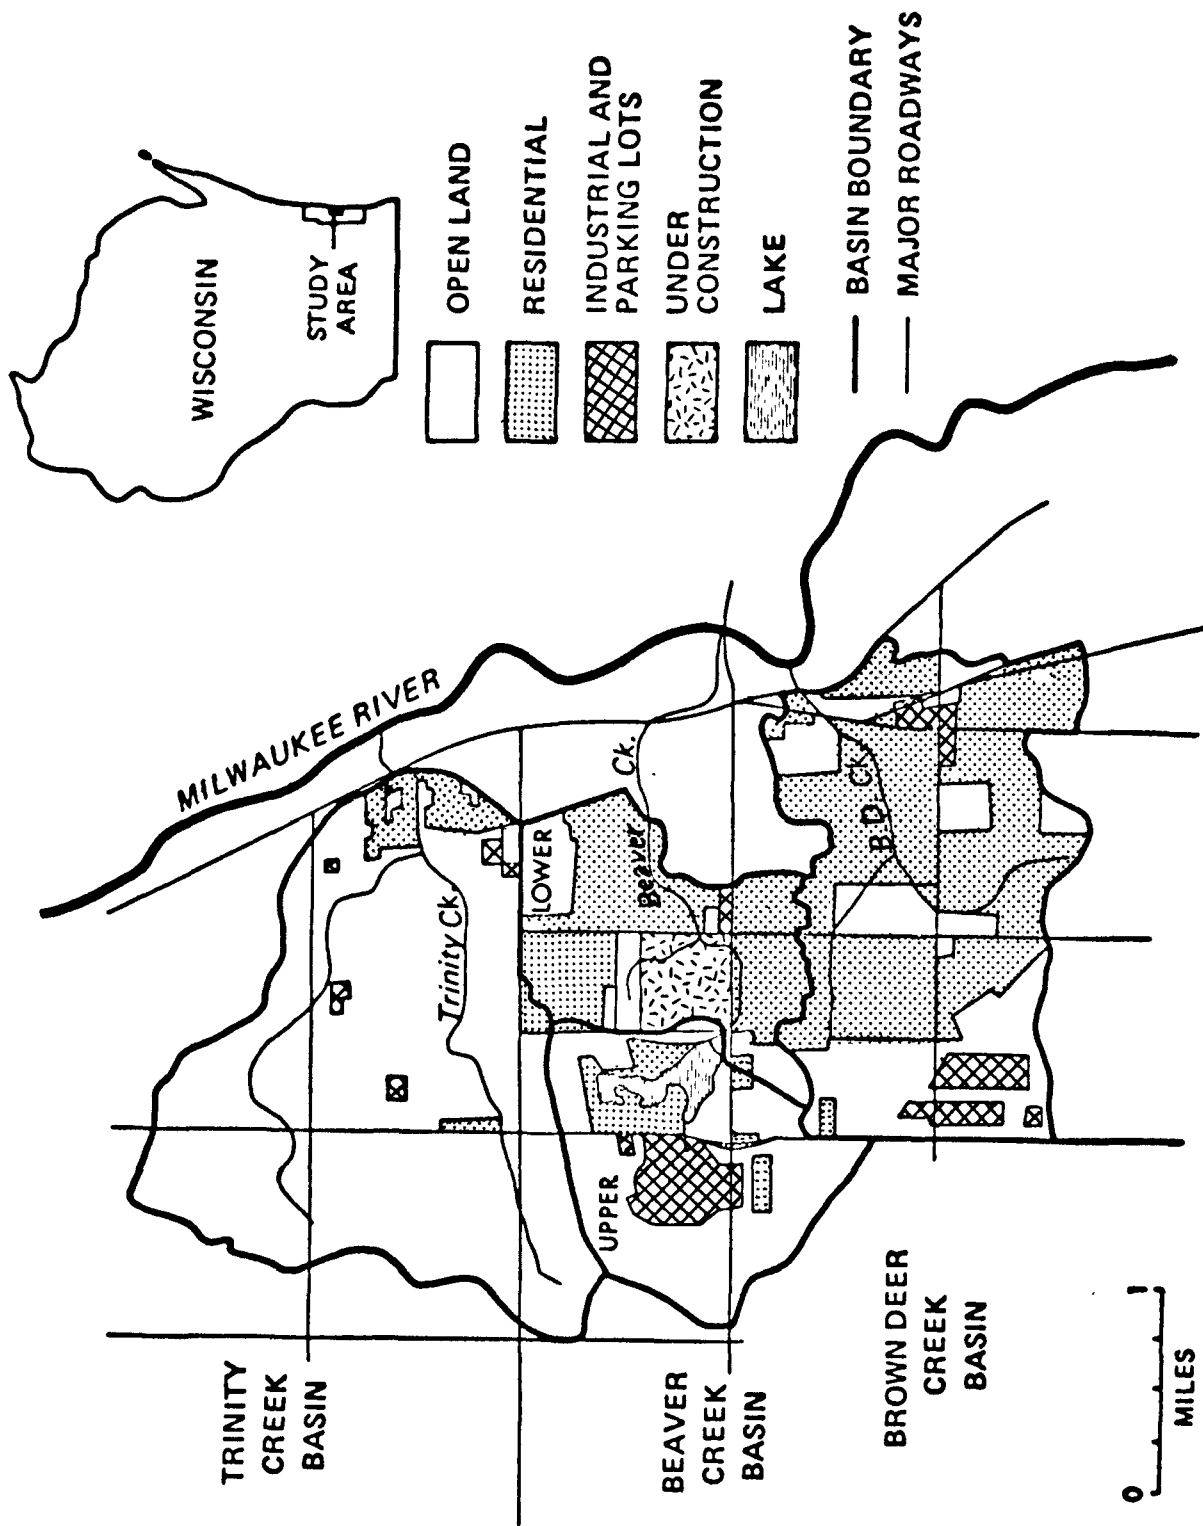 WISCONSIN
STUDY
AREA
OPEN LAND
RESIDENTIAL
INDUSTRIAL AND
PARKING LOTS
UNDER
CONSTRUCTION
LAKE
BASIN BOUNDARY
MAJOR ROADWAYS
MILWAUKEE RIVER
TRINITY
CREEK
BASIN
Trinity Ck.
LOWER
Beaver Ck.
UPPER
BEAVER
CREEK
BASIN
B D CK
BROWN DEER
CREEK
BASIN
0 1
MILES